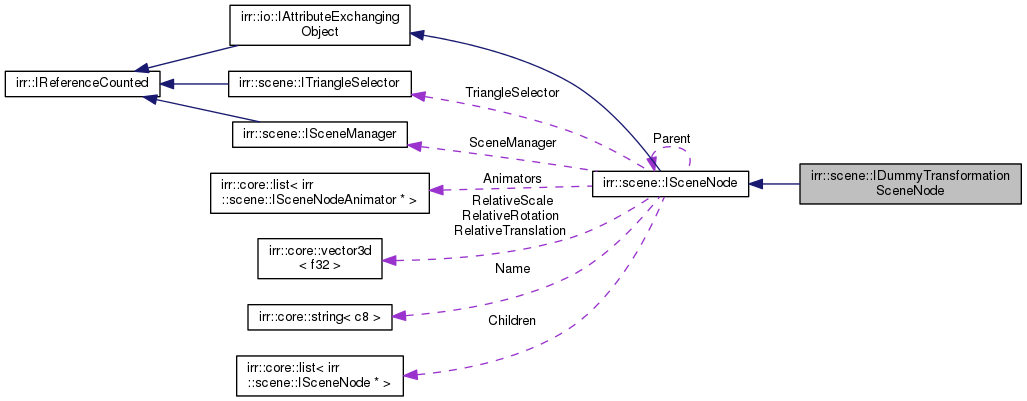 irr::io::IAttributeExchanging
Object
irr::IReferenceCounted
irr::scene::ITriangleSelector
TriangleSelector
irr::scene::ISceneManager
SceneManager
Parent
irr::core::list< irr
::scene::ISceneNodeAnimator * >
Animators
irr::scene::ISceneNode
irr::scene::IDummyTransformation
SceneNode
RelativeScale
RelativeRotation
RelativeTranslation
irr::core::vector3d
< f32 >
Name
irr::core::string< c8 >
Children
irr::core::list< irr
::scene::ISceneNode * >